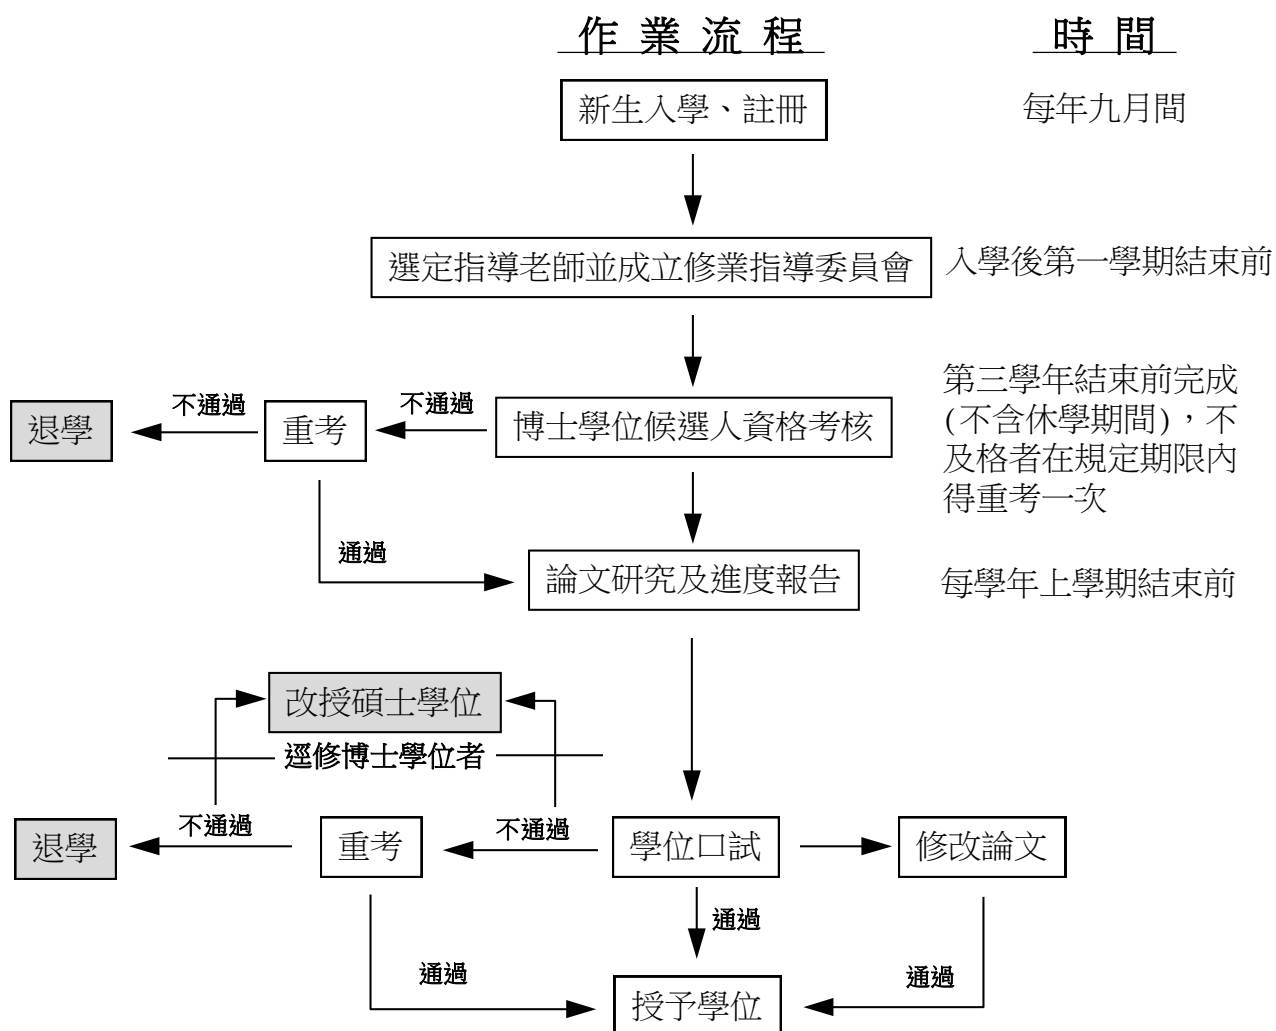 作 業 流 程
時 間
新生入學、註冊
每年九月間
選定指導老師並成立修業指導委員會
入學後第一學期結束前
退學
不通過
重考
不通過
博士學位候選人資格考核
第三學年結束前完成
(不含休學期間)，不
及格者在規定期限內
得重考一次
通過
論文研究及進度報告
每學年上學期結束前
改授碩士學位
逕修博士學位者
退學
不通過
重考
不通過
學位口試
修改論文
通過
通過
通過
授予學位